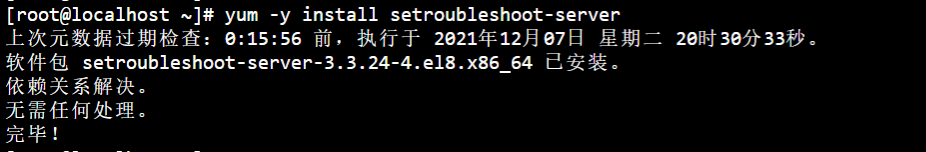 [root@localhost ~]# yum -y install setroubleshoot-server
上次元数据过期检查：0:15:56 前，执行于 2021年12月07日 星期二 20时30分33秒。
软件包 setroubleshoot-server-3.3.24-4.el8.x86_64 已安装。
依赖关系解决。
无需任何处理。
完毕！